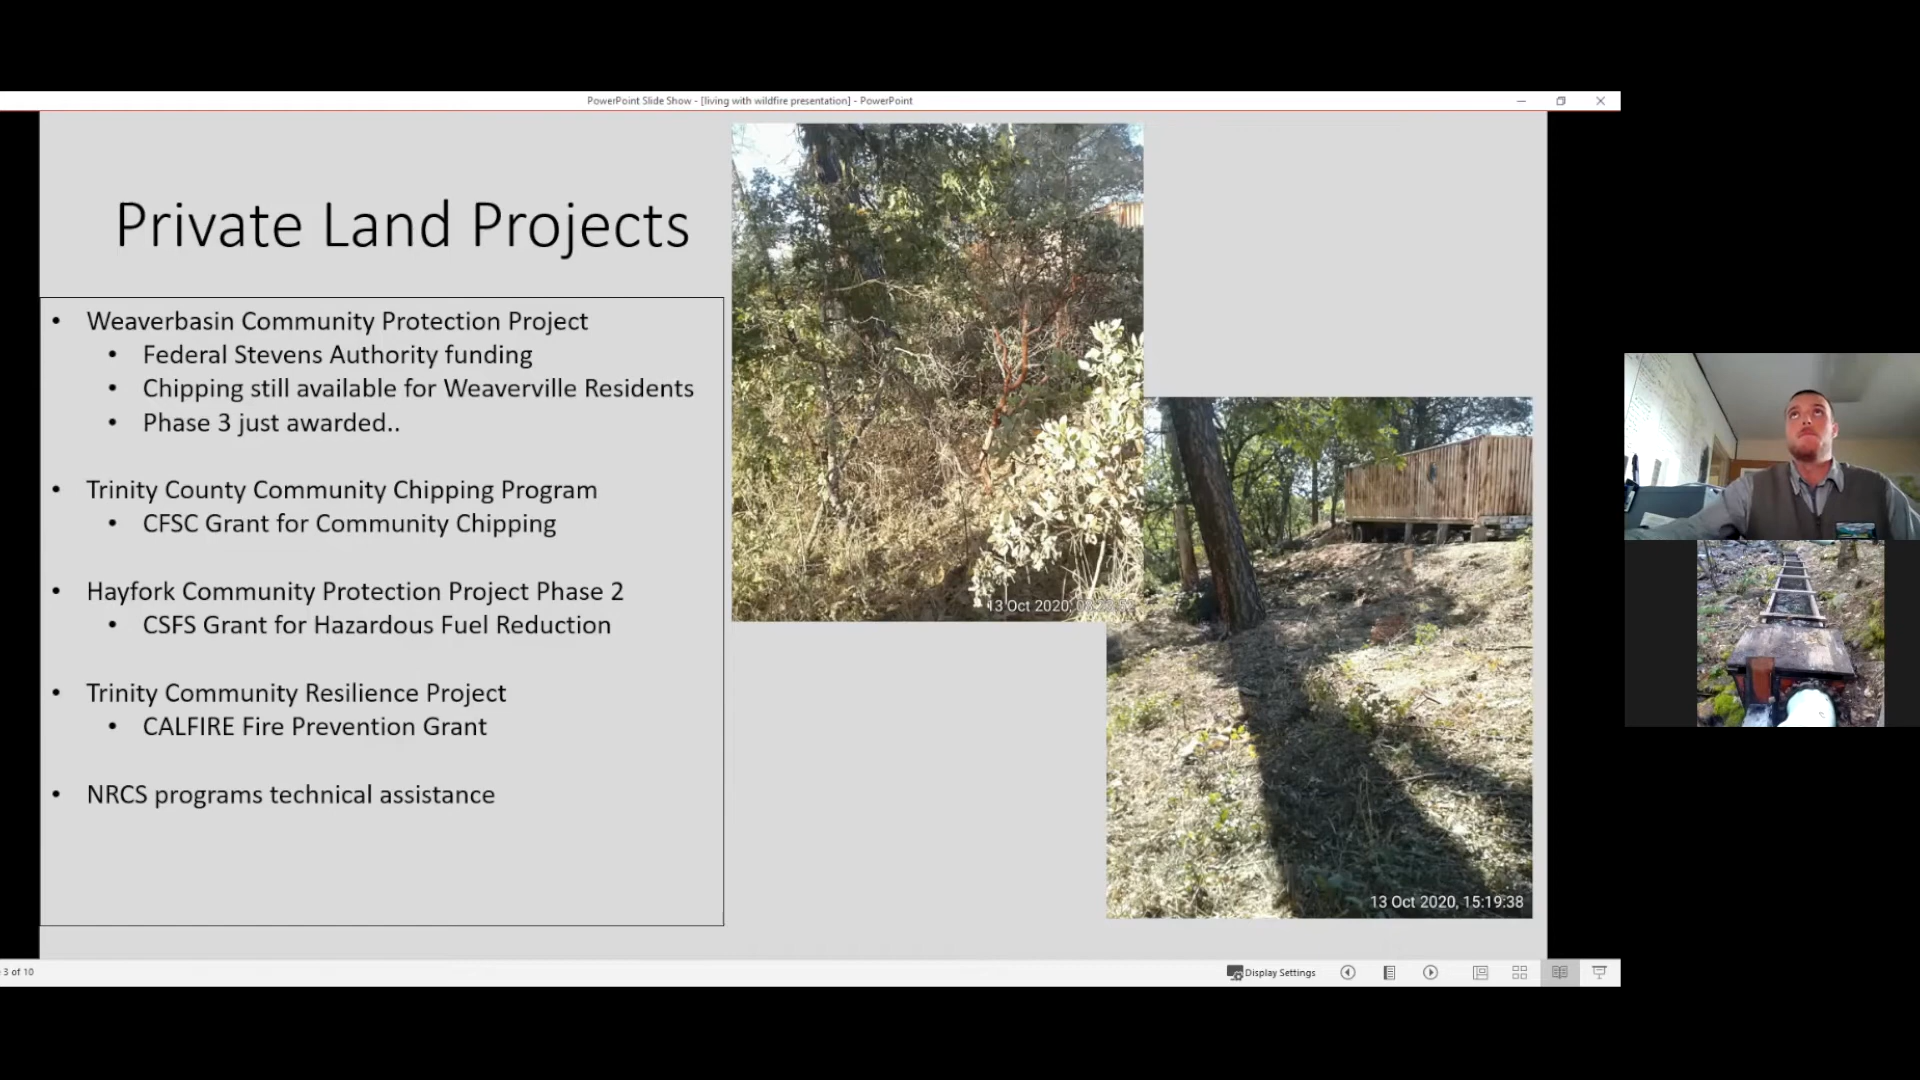 PowerPoint Slide Show - [living with wildfire presentation] - PowerPoint
Private Land Projects
• Weaverbasin Community Protection Project
• Federal Stevens Authority funding
• Chipping still available for Weaverville Residents
• Phase 3 just awarded..
• Trinity County Community Chipping Program
• CFSC Grant for Community Chipping
• Hayfork Community Protection Project Phase 2
• CSFS Grant for Hazardous Fuel Reduction
• Trinity Community Resilience Project
• CALFIRE Fire Prevention Grant
• NRCS programs technical assistance
13 Oct 2020,
13 Oct 2020, 15:19:38
3 of 10
Display Settings